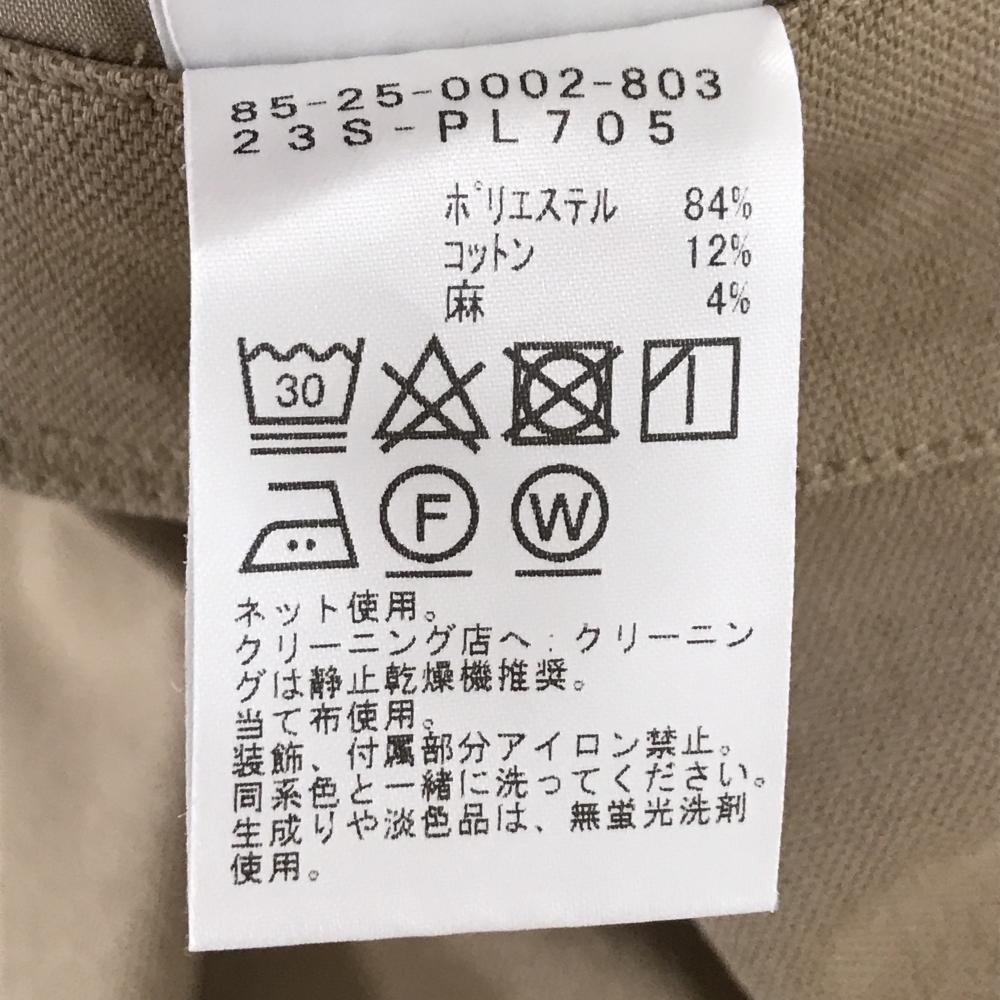 85-25-0002-803
23S-PL705
ポリエステル 84%
コットン 12%
麻 4%
30
F W
ネット使用。
クリーニング店へ:クリーニン
グは静止乾燥機推奨。
当て布使用。
装飾、付属部分アイロン禁止。
同系色と一緒に洗ってください。
生成りや淡色品は、無蛍光洗剤
使用。